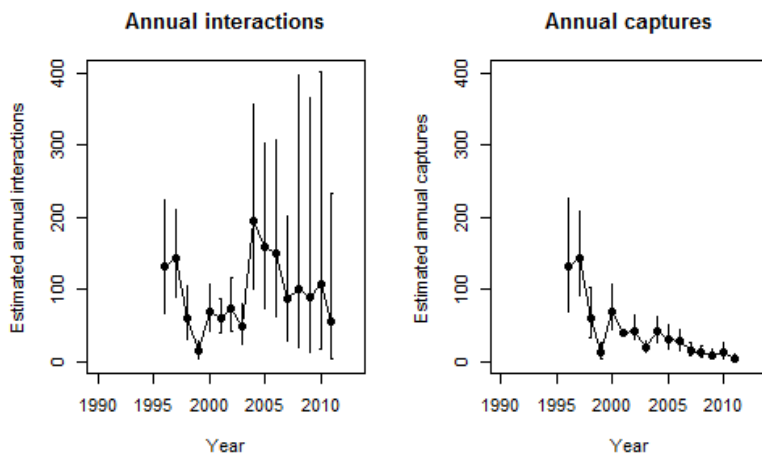 Annual interactions
Estimated annual interactions
400
300
200
100
0
1990 1995 2000 2005 2010
Year
Annual captures
Estimated annual captures
400
300
200
100
0
1990 1995 2000 2005 2010
Year